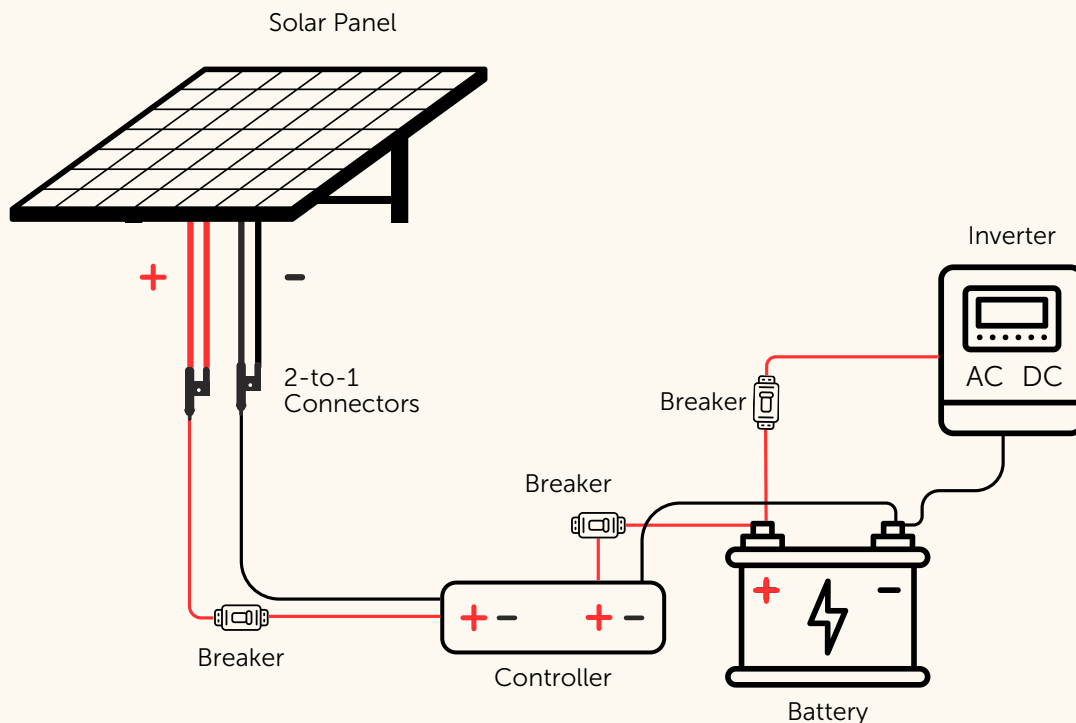 Solar Panel
+ -
2-to-1
Connectors
Inverter
AC DC
Breaker
Breaker
Breaker
+ - + -
Controller
+ -
Battery